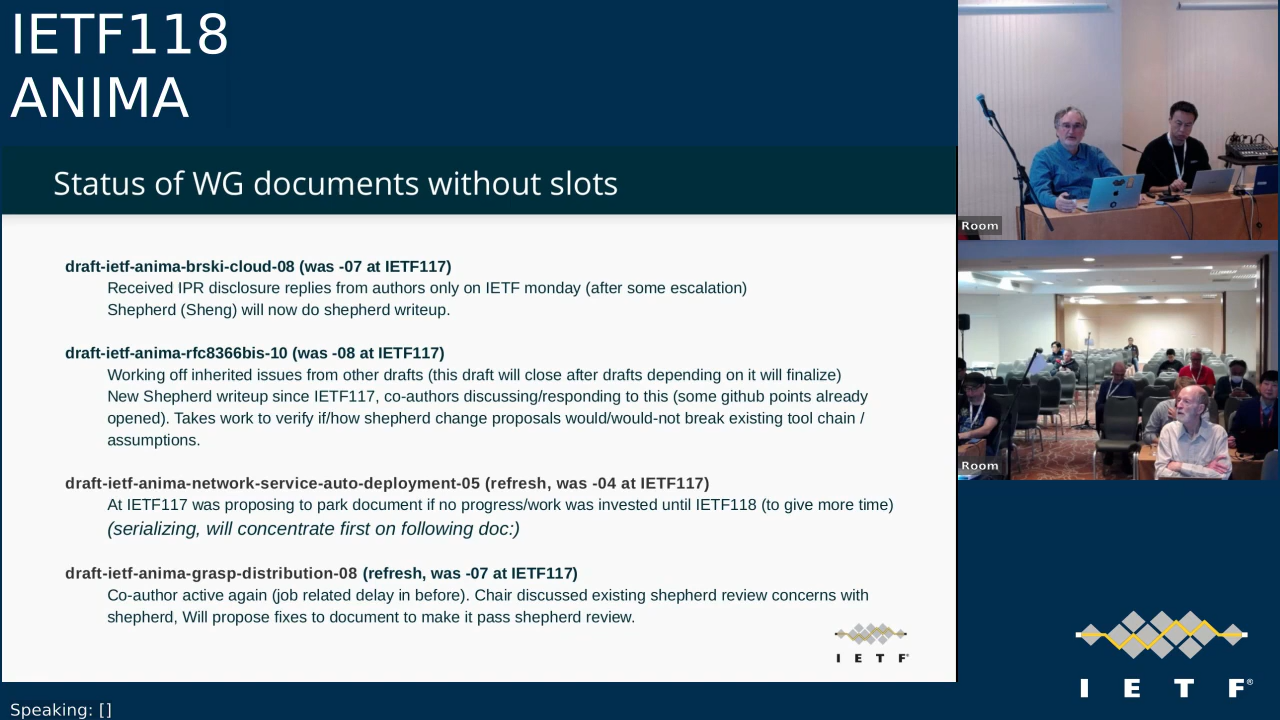 IETF118
ANIMA
Status of WG documents without slots
draft-ietf-anima-brski-cloud-08 (was -07 at IETF117)
Received IPR disclosure replies from authors only on IETF monday (after some escalation)
Shepherd (Sheng) will now do shepherd writeup.
draft-ietf-anima-rfc8366bis-10 (was -08 at IETF117)
Working off inherited issues from other drafts (this draft will close after drafts depending on it will finalize)
New Shepherd writeup since IETF117, co-authors discussing/responding to this (some github points already
opened). Takes work to verify if/how shepherd change proposals would/would-not break existing tool chain /
assumptions.
draft-ietf-anima-network-service-auto-deployment-05 (refresh, was -04 at IETF117)
At IETF117 was proposing to park document if no progress/work was invested until IETF118 (to give more time)
(serializing, will concentrate first on following doc:)
draft-ietf-anima-grasp-distribution-08 (refresh, was -07 at IETF117)
Co-author active again (job related delay in before). Chair discussed existing shepherd review concerns with
shepherd, Will propose fixes to document to make it pass shepherd review.
I E T F®
Room
Room
I E T F®
Speaking: []